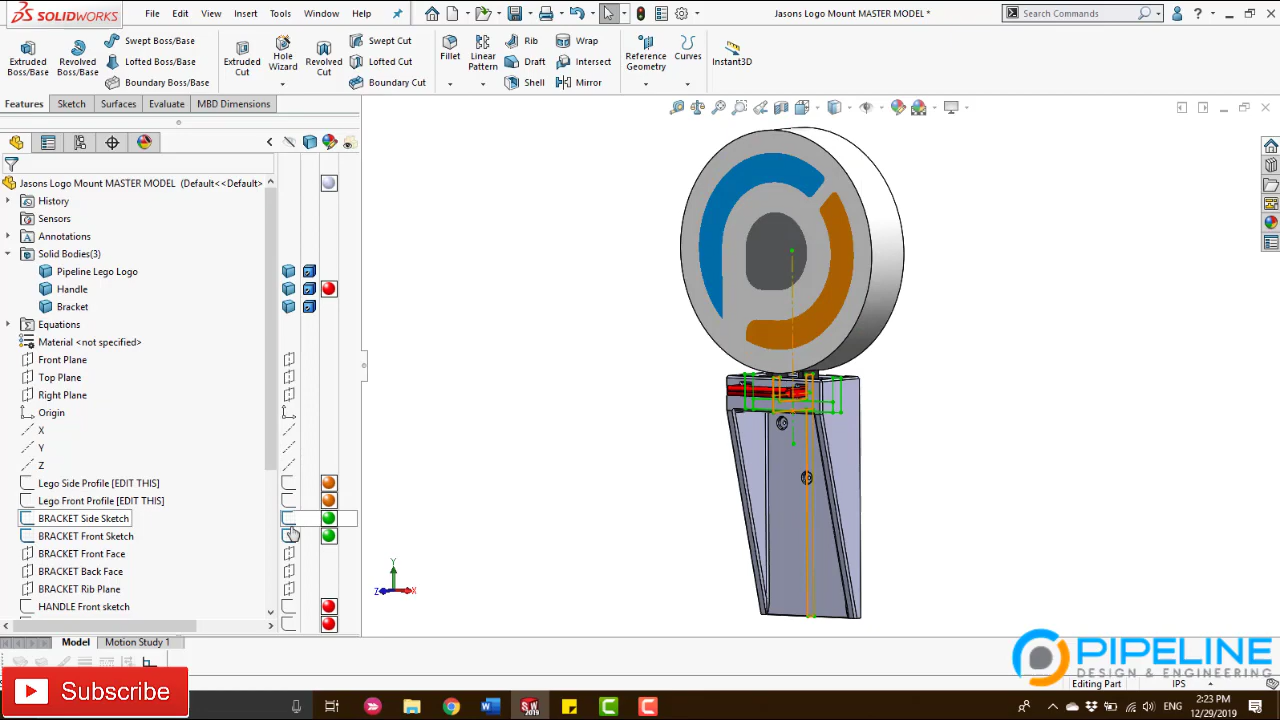 SOLIDWORKS
File Edit View Insert Tools Window Help
Jasons Logo Mount MASTER MODEL *
Search Commands
Extruded Boss/Base
Revolved Boss/Base
Swept Boss/Base
Lofted Boss/Base
Boundary Boss/Base
Extruded Cut
Hole Wizard
Revolved Cut
Swept Cut
Lofted Cut
Boundary Cut
Fillet
Linear Pattern
Rib
Draft
Shell
Wrap
Intersect
Mirror
Reference Geometry
Curves
Instant3D
Features Sketch Surfaces Evaluate MBD Dimensions
Jasons Logo Mount MASTER MODEL (Default<<Default>
History
Sensors
Annotations
Solid Bodies(3)
Pipeline Lego Logo
Handle
Bracket
Equations
Material <not specified>
Front Plane
Top Plane
Right Plane
Origin
X
Y
Z
Lego Side Profile [EDIT THIS]
Lego Front Profile [EDIT THIS]
BRACKET Side Sketch
BRACKET Front Sketch
BRACKET Front Face
BRACKET Back Face
BRACKET Rib Plane
HANDLE Front sketch
Y
Z X
Model Motion Study 1
PIPELINE
DESIGN & ENGINEERING
Subscribe
Editing Part IPS
SW 2019
ENG
2:23 PM
12/29/2019